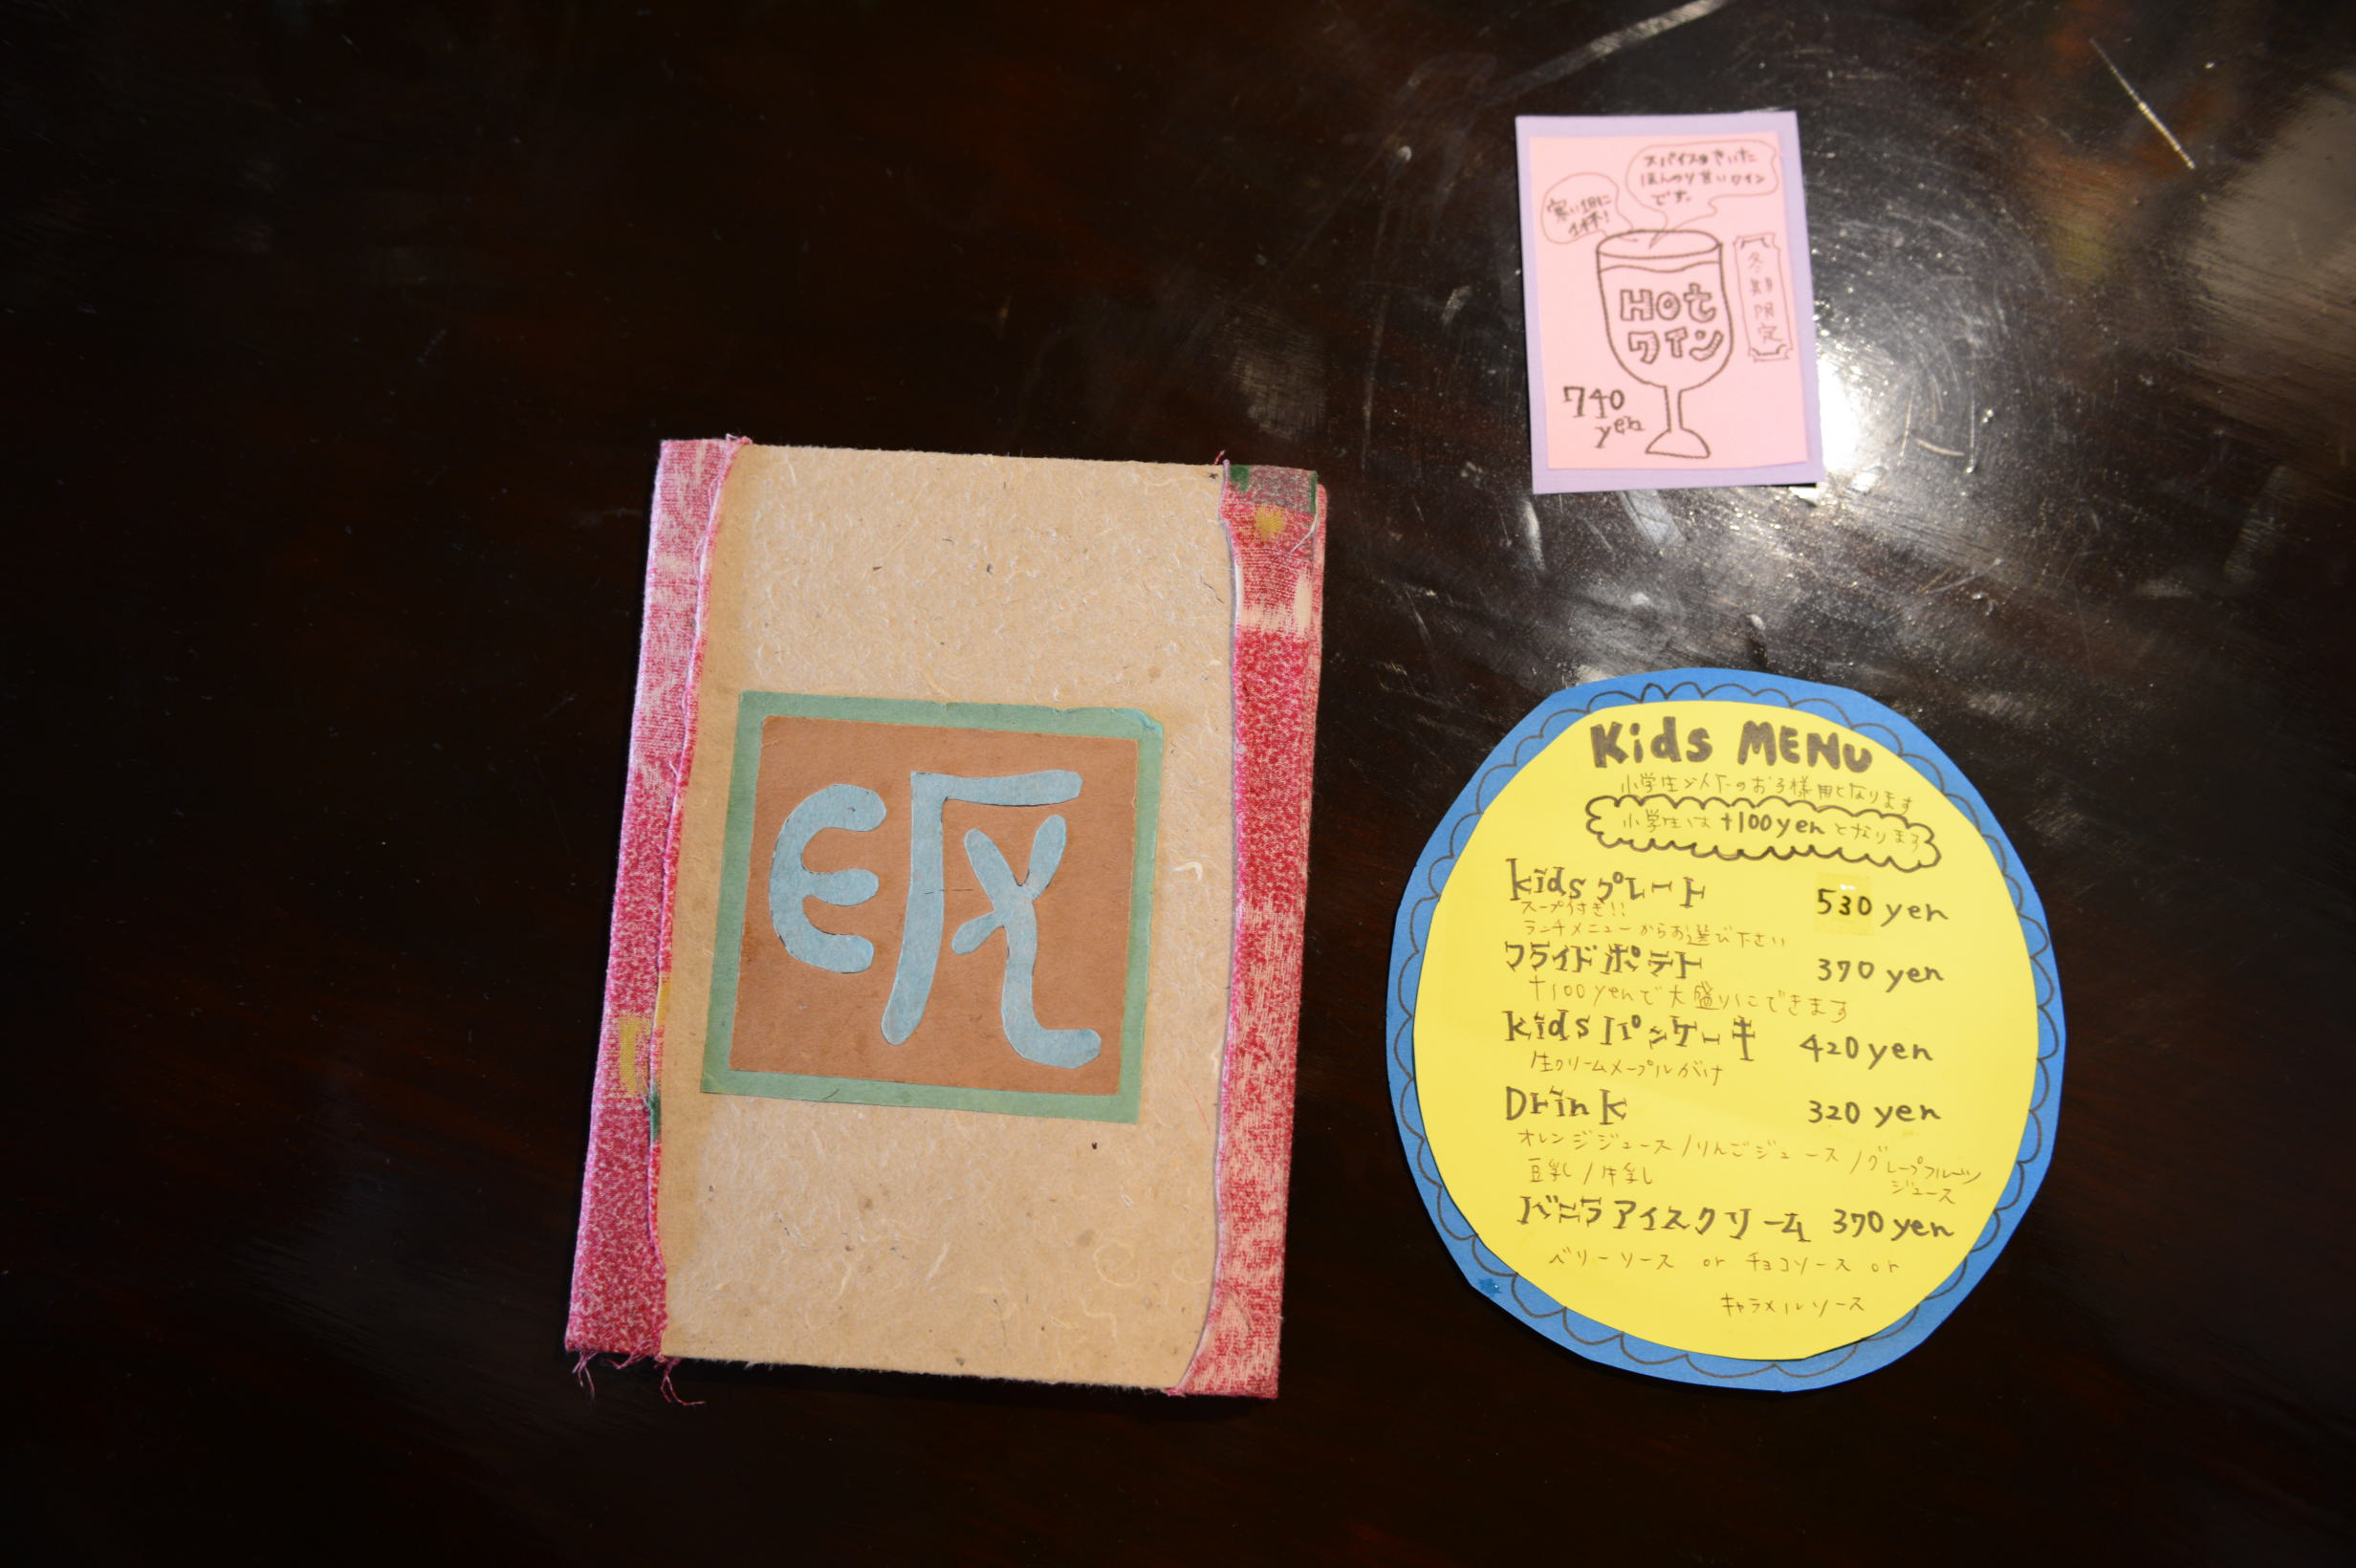 スパイスのきいた
ほんのり甘いワイン
です。
寒い日に
1杯!
冬期限定
Hot
ワイン
740
yen
Kids MENU
小学生以下のお子様用となります
小学生は+100yenとなります
kidsプレート 530 yen
スープ付き!!
ランチメニューからお選び下さい
フライドポテト 370 yen
+100yenで大盛りにできます
kidsパンケーキ 420 yen
生クリームメープルがけ
Drink 320 yen
オレンジジュース/りんごジュース/グレープフルーツ
ジュース
豆乳/牛乳
バニラアイスクリーム 370 yen
ベリーソース or チョコソース or
キャラメルソース